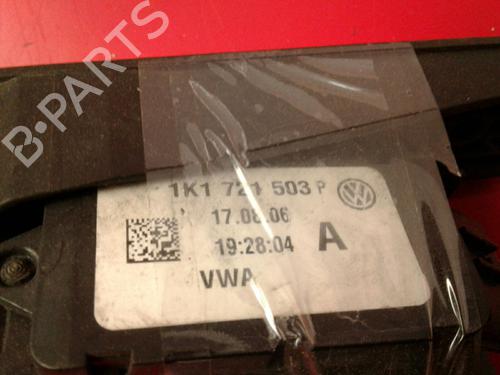 B-PARTS
1K1 721 503 P
17.08.06
19:28:04 A
VWA